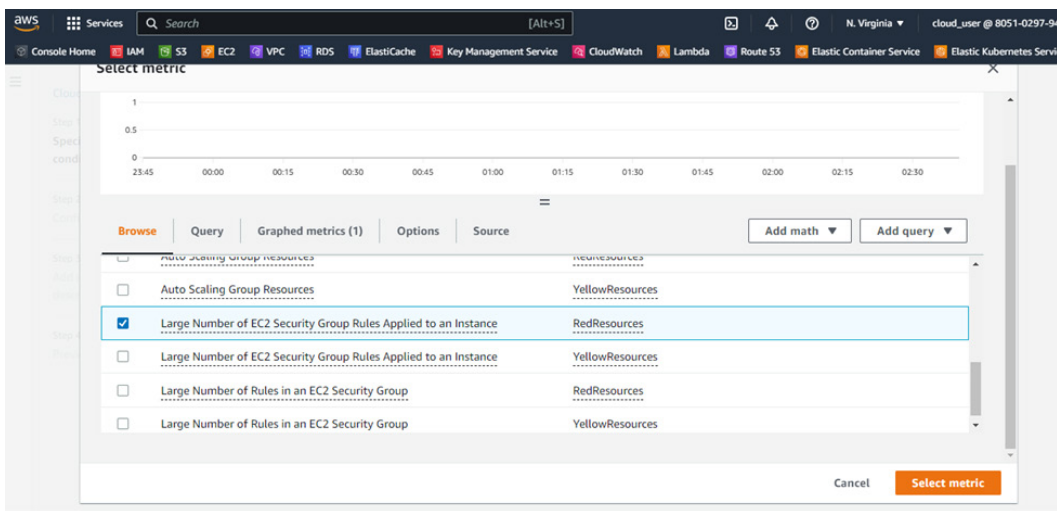 aws Services Search [Alt+S] N. Virginia cloud_user @ 8051-0297-94
Console Home IAM S3 EC2 VPC RDS ElastiCache Key Management Service CloudWatch Lambda Route 53 Elastic Container Service Elastic Kubernetes Servi
Select metric
1
0.5
0
23:45 00:00 00:15 00:30 00:45 01:00 01:15 01:30 01:45 02:00 02:15 02:30
Browse Query Graphed metrics (1) Options Source Add math Add query
Auto Scaling Group Resources RedResources
Auto Scaling Group Resources YellowResources
Large Number of EC2 Security Group Rules Applied to an Instance RedResources
Large Number of EC2 Security Group Rules Applied to an Instance YellowResources
Large Number of Rules in an EC2 Security Group RedResources
Large Number of Rules in an EC2 Security Group YellowResources
Cancel Select metric